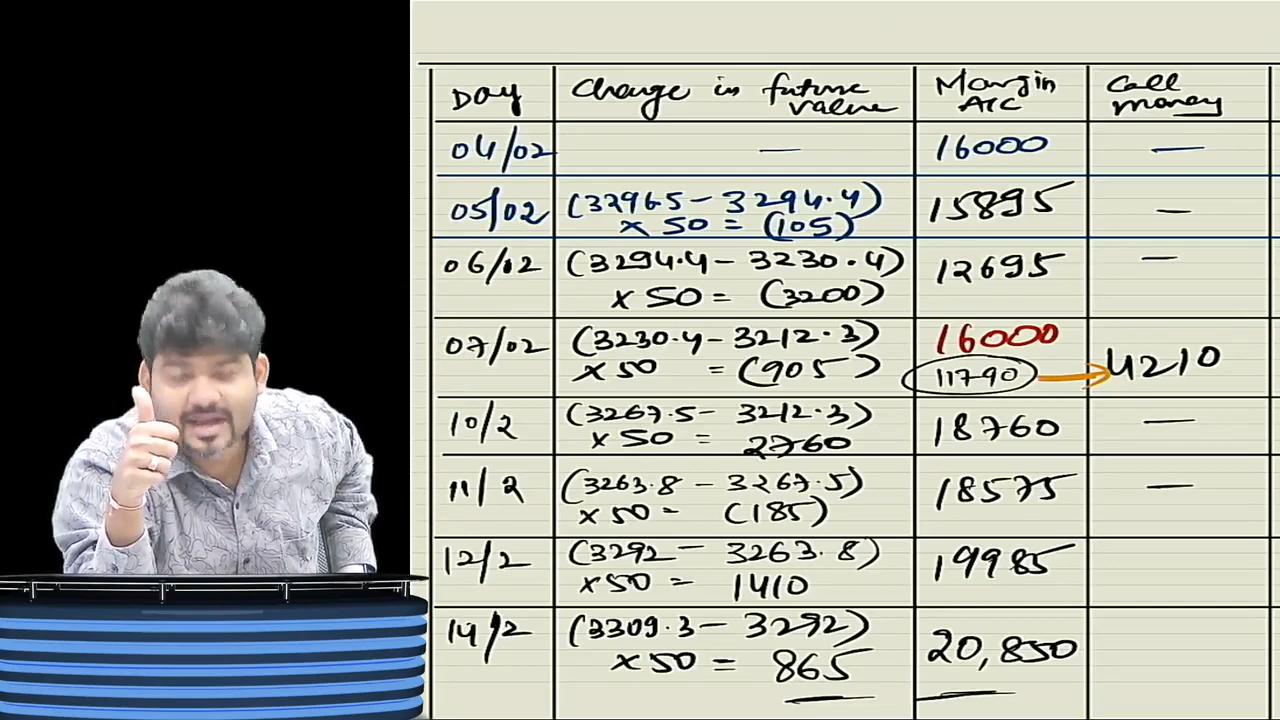 Day Change in future value Margin A/C Call money
04/02 — 16000 —
05/02 (3296.5 - 3294.4) × 50 = (105) 15895 —
06/02 (3294.4 - 3230.4) × 50 = (3200) 12695 —
07/02 (3230.4 - 3212.3) × 50 = (905) 16000 11790 → 4210
10/2 (3267.5 - 3212.3) × 50 = 2760 18760 —
11/2 (3263.8 - 3267.5) × 50 = (185) 18575 —
12/2 (3292 - 3263.8) × 50 = 1410 19985
14/2 (3309.3 - 3292) × 50 = 865 20,850